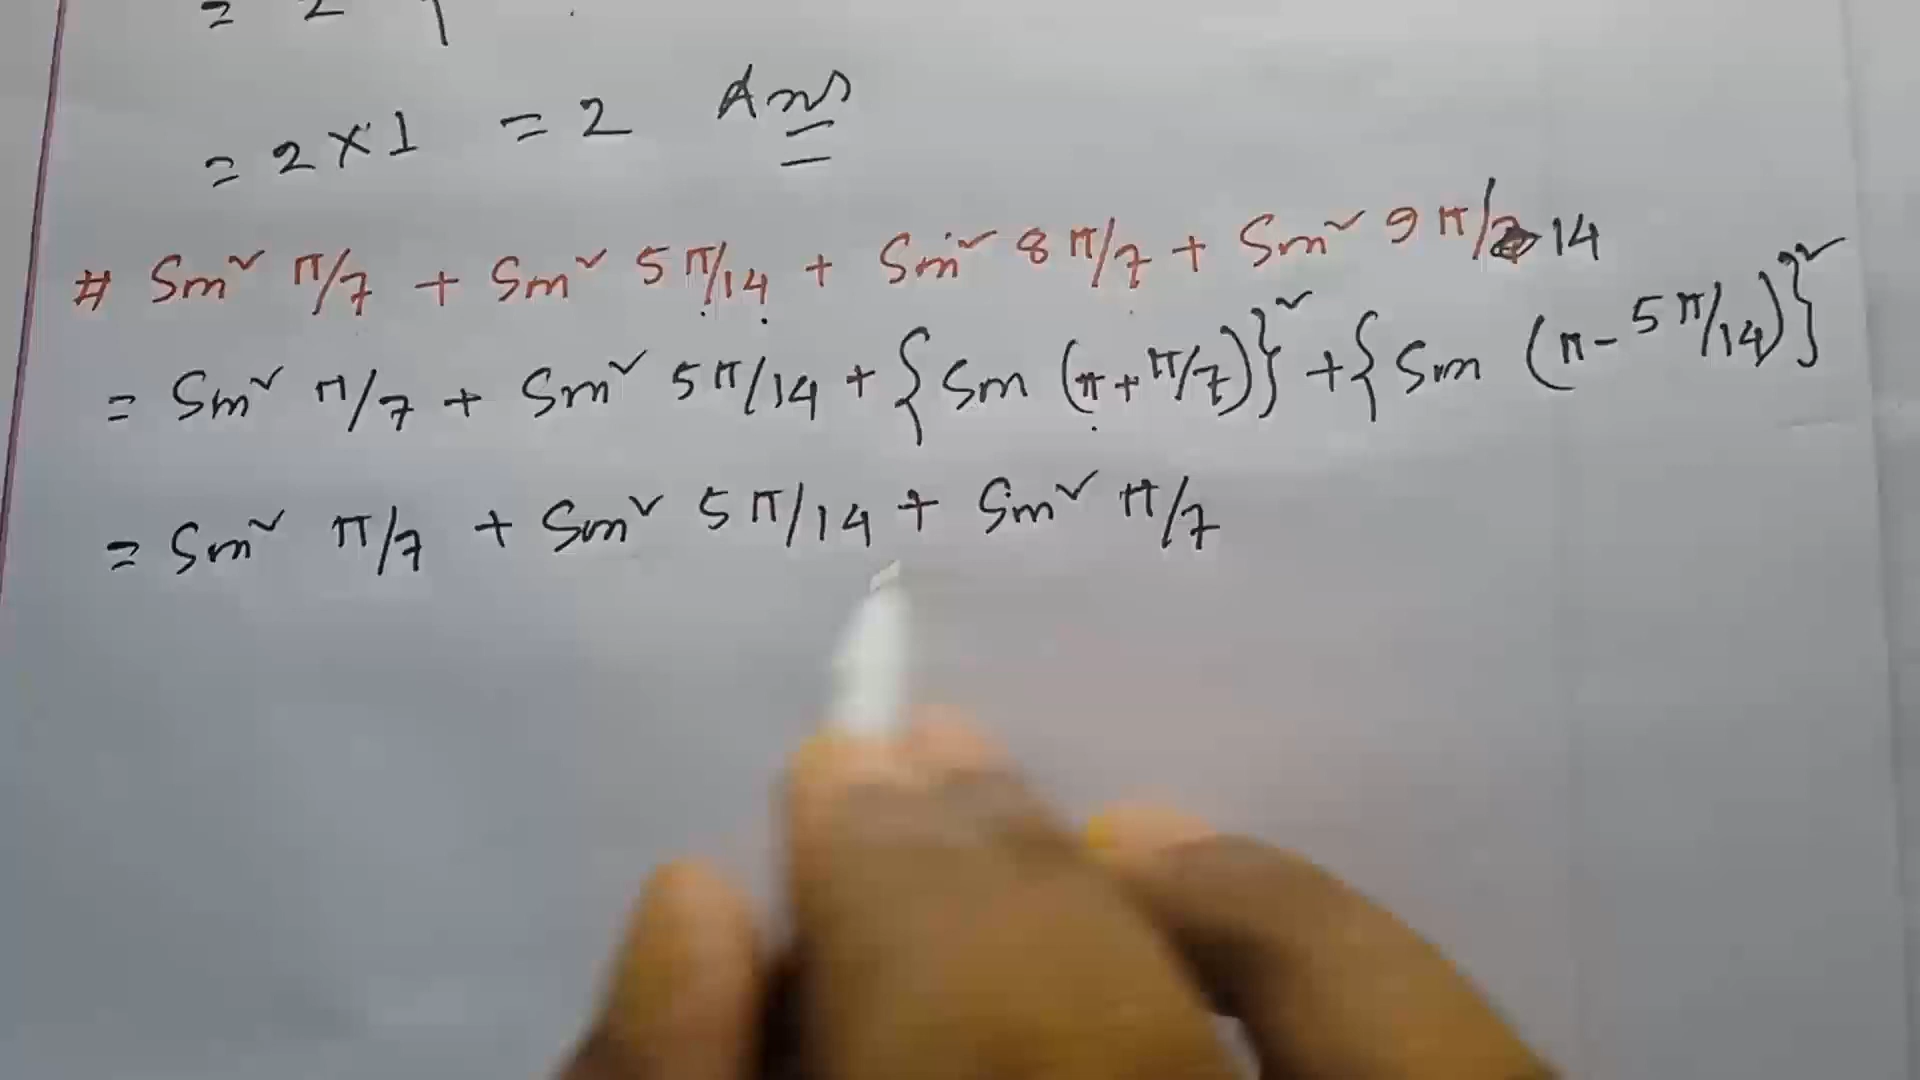 = 2
= 2 × 1 = 2 Ans
# Sin² π/7 + Sin² 5π/14 + Sin² 8π/7 + Sin² 9π/14
= Sin² π/7 + Sin² 5π/14 + {Sin (π + π/7)}² + {Sin (π - 5π/14)}²
= Sin² π/7 + Sin² 5π/14 + Sin² π/7